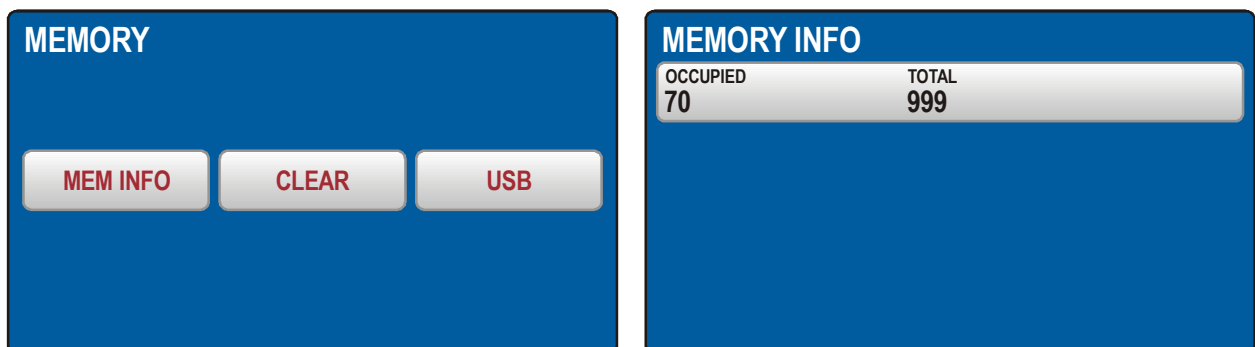 MEMORY
MEM INFO CLEAR USB
MEMORY INFO
OCCUPIED TOTAL
70 999